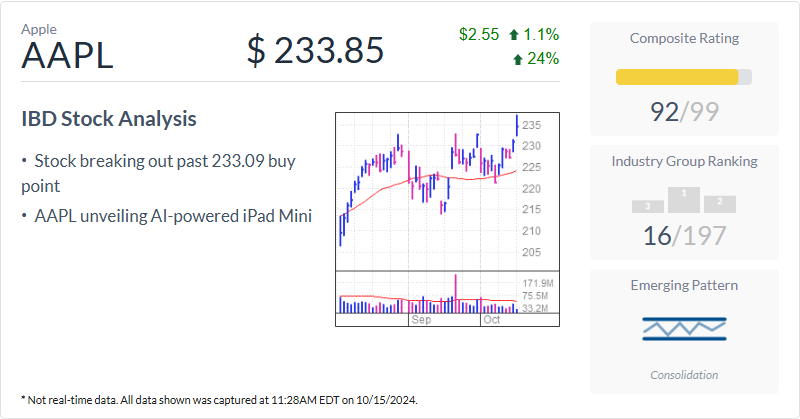 Apple
AAPL
$ 233.85
$2.55 1.1%
24%
IBD Stock Analysis
• Stock breaking out past 233.09 buy
point
• AAPL unveiling AI-powered iPad Mini
235
230
225
220
215
210
205
171.9M
75.5M
33.2M
Sep Oct
Composite Rating
92/99
Industry Group Ranking
3 1 2
16/197
Emerging Pattern
Consolidation
* Not real-time data. All data shown was captured at 11:28AM EDT on 10/15/2024.